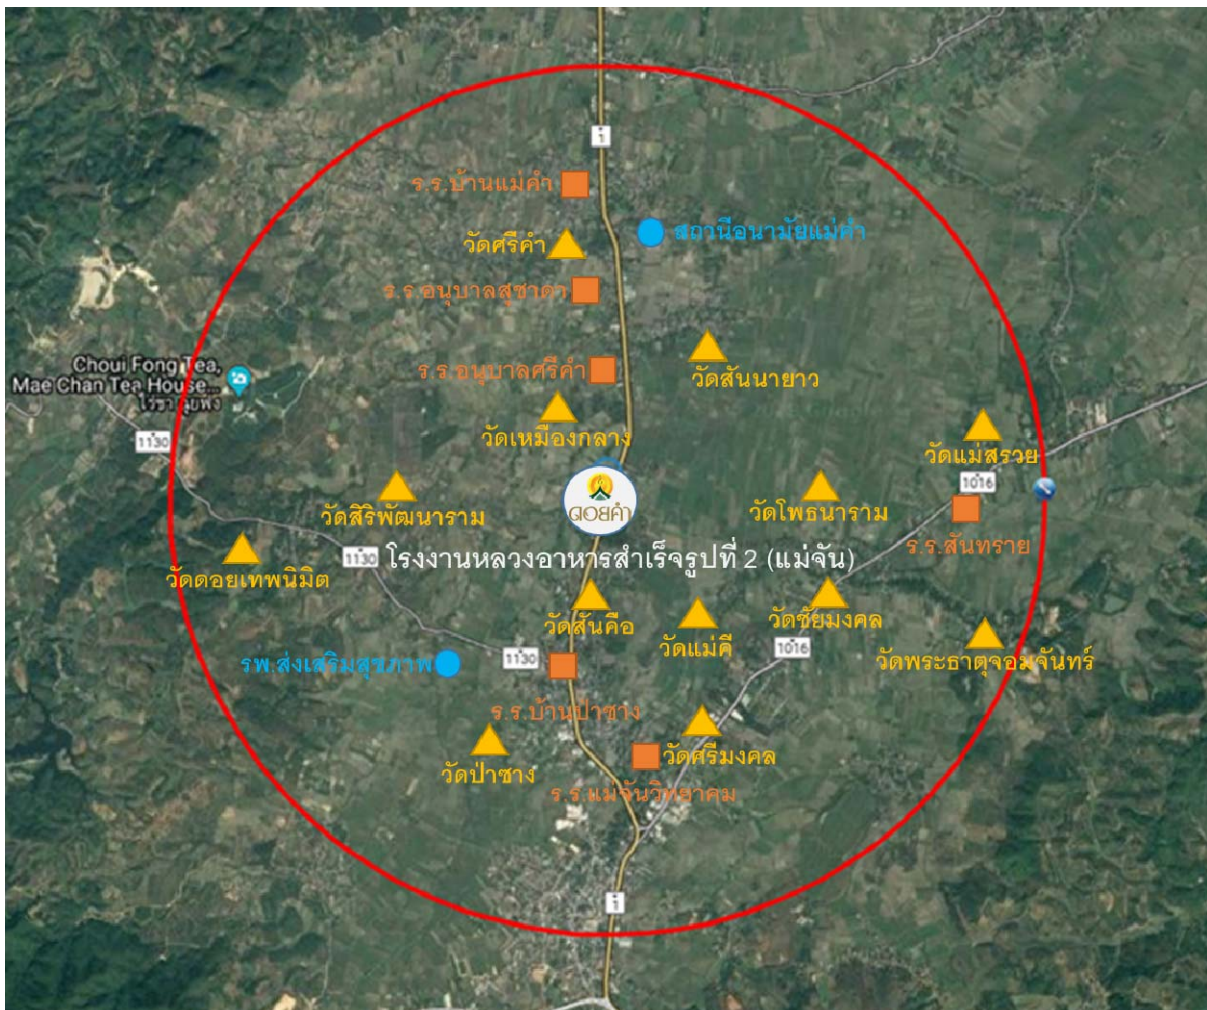 1
ร.ร.บ้านแม่คำ
สถานีอนามัยแม่คำ
วัดศรีคำ
ร.ร.อนุบาลสุชาดา
Choui Fong Tea,
Mae Chan Tea House...
ไร่ชา ฉุยฟง
ร.ร.อนุบาลศรีคำ
วัดสันนายาว
วัดเหมืองกลาง
1130
วัดแม่สรวย
1016
วัดสิริพัฒนาราม
ดอยคำ
วัดโพธนาราม
ร.ร.สันทราย
1130
โรงงานหลวงอาหารสำเร็จรูปที่ 2 (แม่จัน)
วัดดอยเทพนิมิต
วัดสันคือ
วัดแม่คี
วัดชัยมงคล
1016
วัดพระธาตุจอมจันทร์
รพ.ส่งเสริมสุขภาพ
1130
ร.ร.บ้านป่าซาง
วัดป่าซาง
วัดศรีมงคล
ร.ร.แม่จันวิทยาคม
1